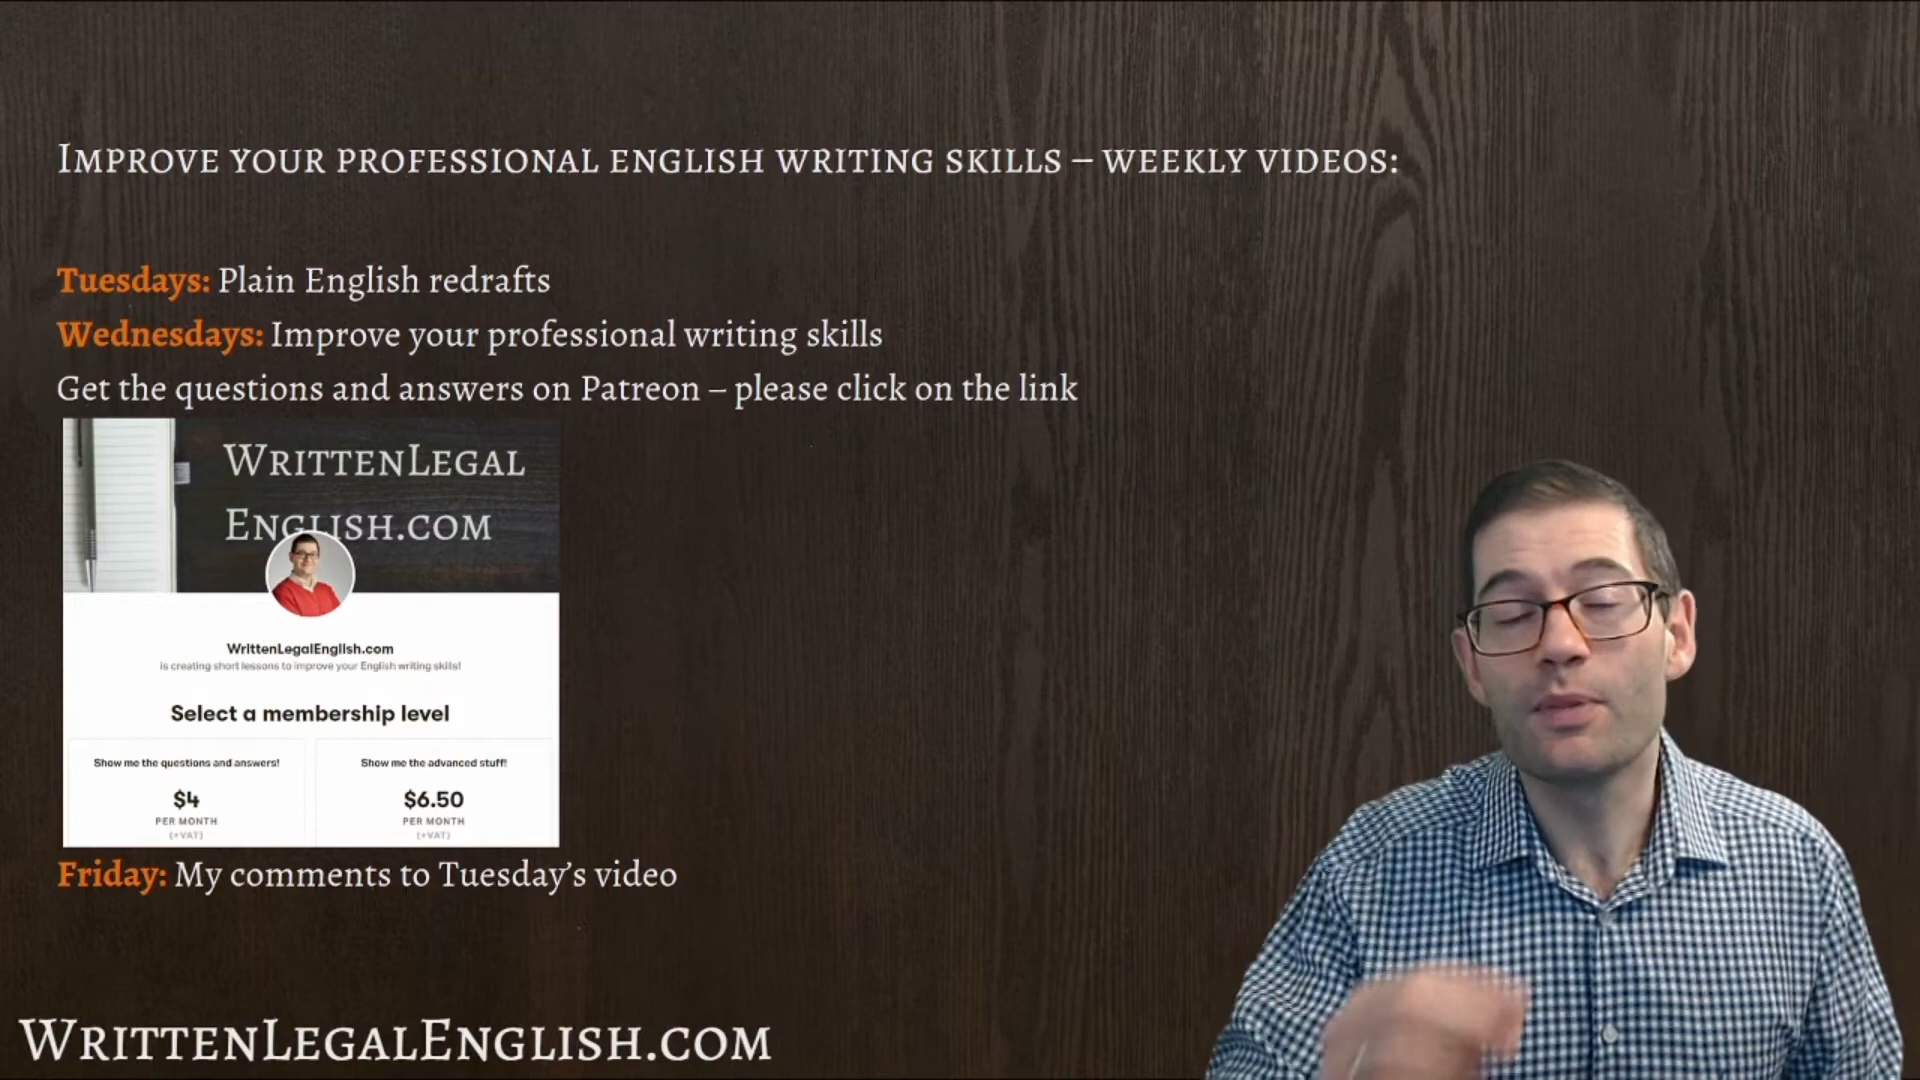 Improve your professional english writing skills – weekly videos:
Tuesdays: Plain English redrafts
Wednesdays: Improve your professional writing skills
Get the questions and answers on Patreon – please click on the link
WrittenLegal
English.com
WrittenLegalEnglish.com
is creating short lessons to improve your English writing skills!
Select a membership level
Show me the questions and answers!
$4
PER MONTH
(+VAT)
Show me the advanced stuff!
$6.50
PER MONTH
(+VAT)
Friday: My comments to Tuesday's video
WrittenLegalEnglish.com